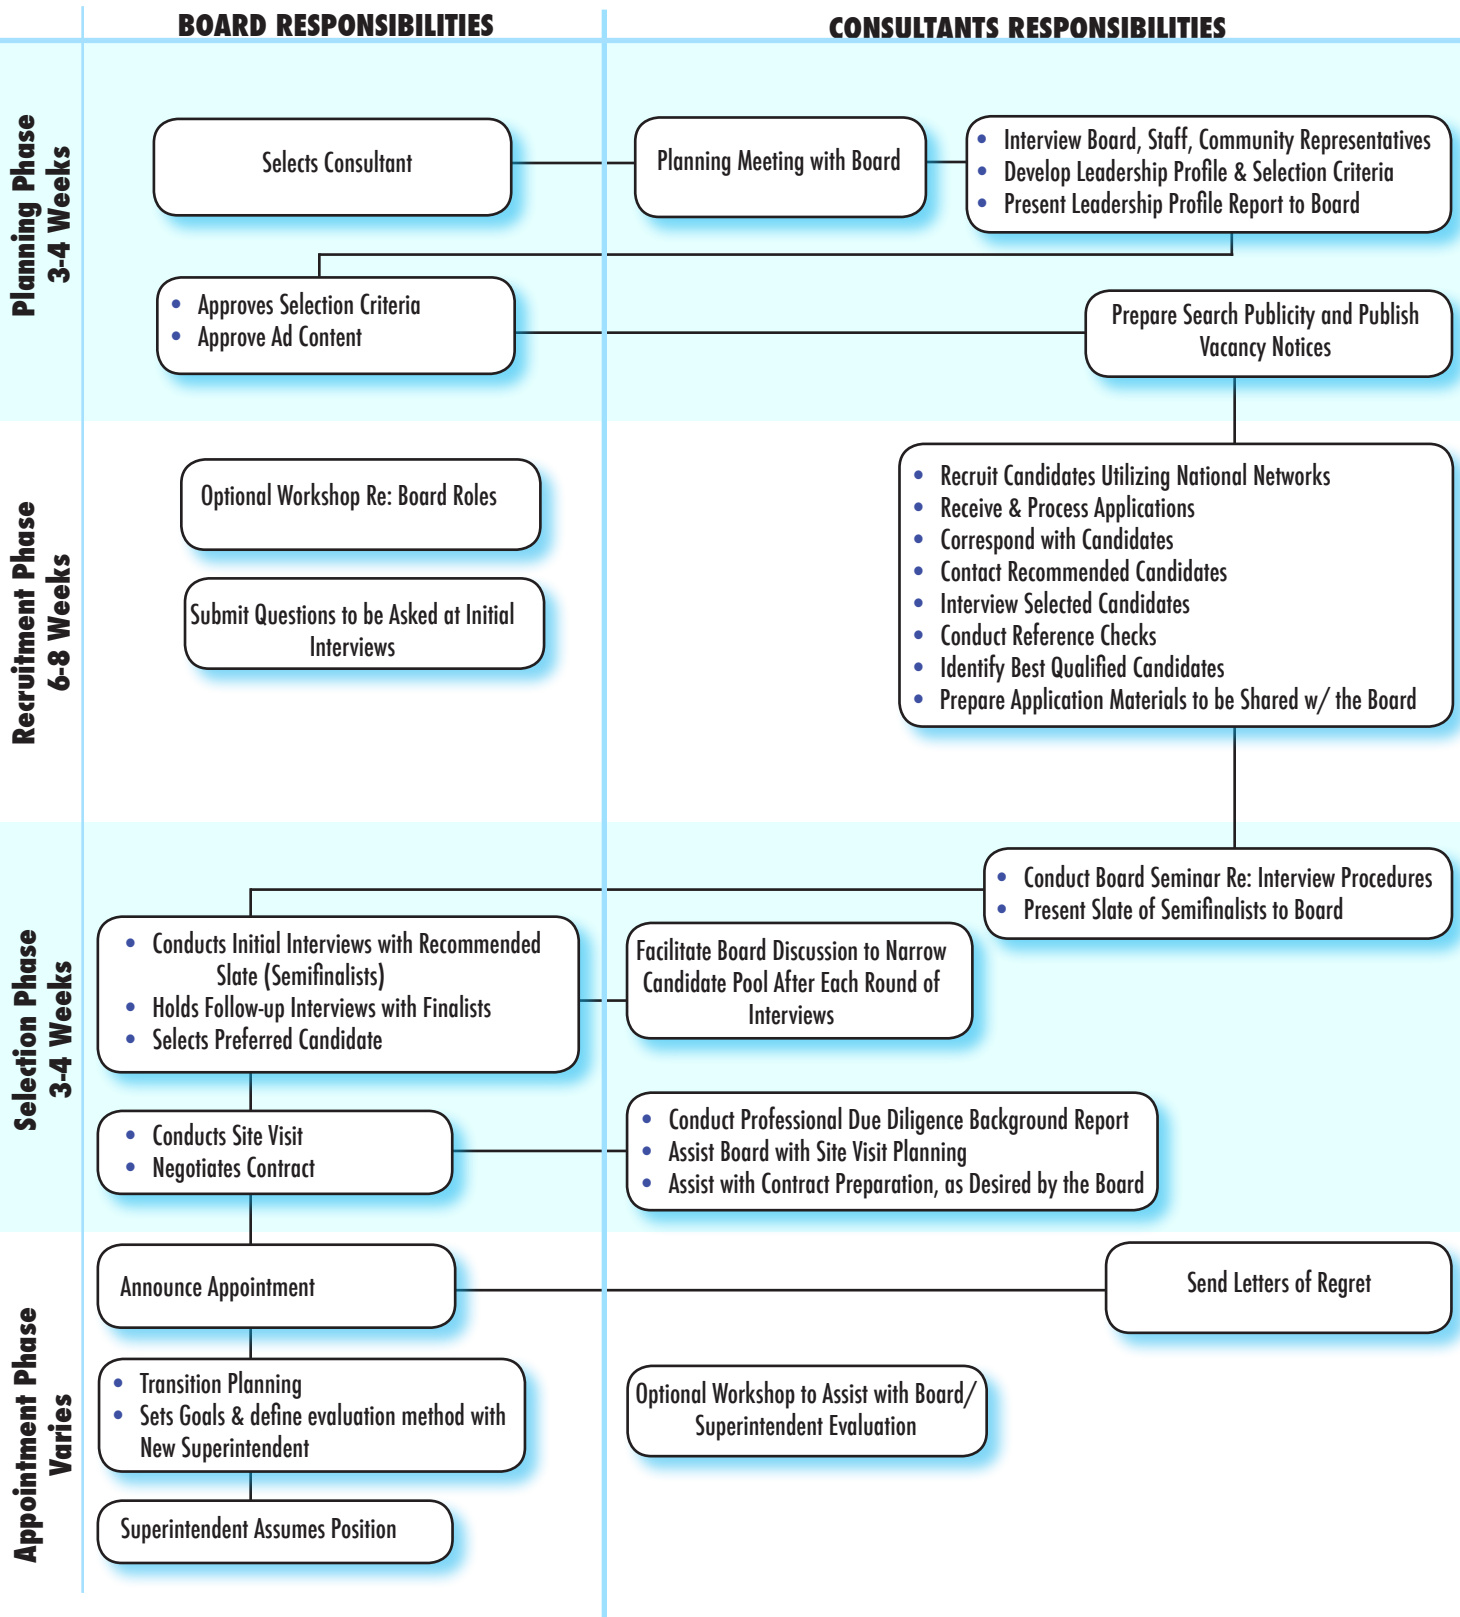 BOARD RESPONSIBILITIES
CONSULTANTS RESPONSIBILITIES
Planning Phase
3-4 Weeks
Selects Consultant
Planning Meeting with Board
• Interview Board, Staff, Community Representatives
• Develop Leadership Profile & Selection Criteria
• Present Leadership Profile Report to Board
• Approves Selection Criteria
• Approve Ad Content
Prepare Search Publicity and Publish
Vacancy Notices
Recruitment Phase
6-8 Weeks
Optional Workshop Re: Board Roles
Submit Questions to be Asked at Initial
Interviews
• Recruit Candidates Utilizing National Networks
• Receive & Process Applications
• Correspond with Candidates
• Contact Recommended Candidates
• Interview Selected Candidates
• Conduct Reference Checks
• Identify Best Qualified Candidates
• Prepare Application Materials to be Shared w/ the Board
Selection Phase
3-4 Weeks
• Conduct Board Seminar Re: Interview Procedures
• Present Slate of Semifinalists to Board
• Conducts Initial Interviews with Recommended
Slate (Semifinalists)
• Holds Follow-up Interviews with Finalists
• Selects Preferred Candidate
Facilitate Board Discussion to Narrow
Candidate Pool After Each Round of
Interviews
• Conducts Site Visit
• Negotiates Contract
• Conduct Professional Due Diligence Background Report
• Assist Board with Site Visit Planning
• Assist with Contract Preparation, as Desired by the Board
Appointment Phase
Varies
Announce Appointment
Send Letters of Regret
• Transition Planning
• Sets Goals & define evaluation method with
New Superintendent
Optional Workshop to Assist with Board/
Superintendent Evaluation
Superintendent Assumes Position